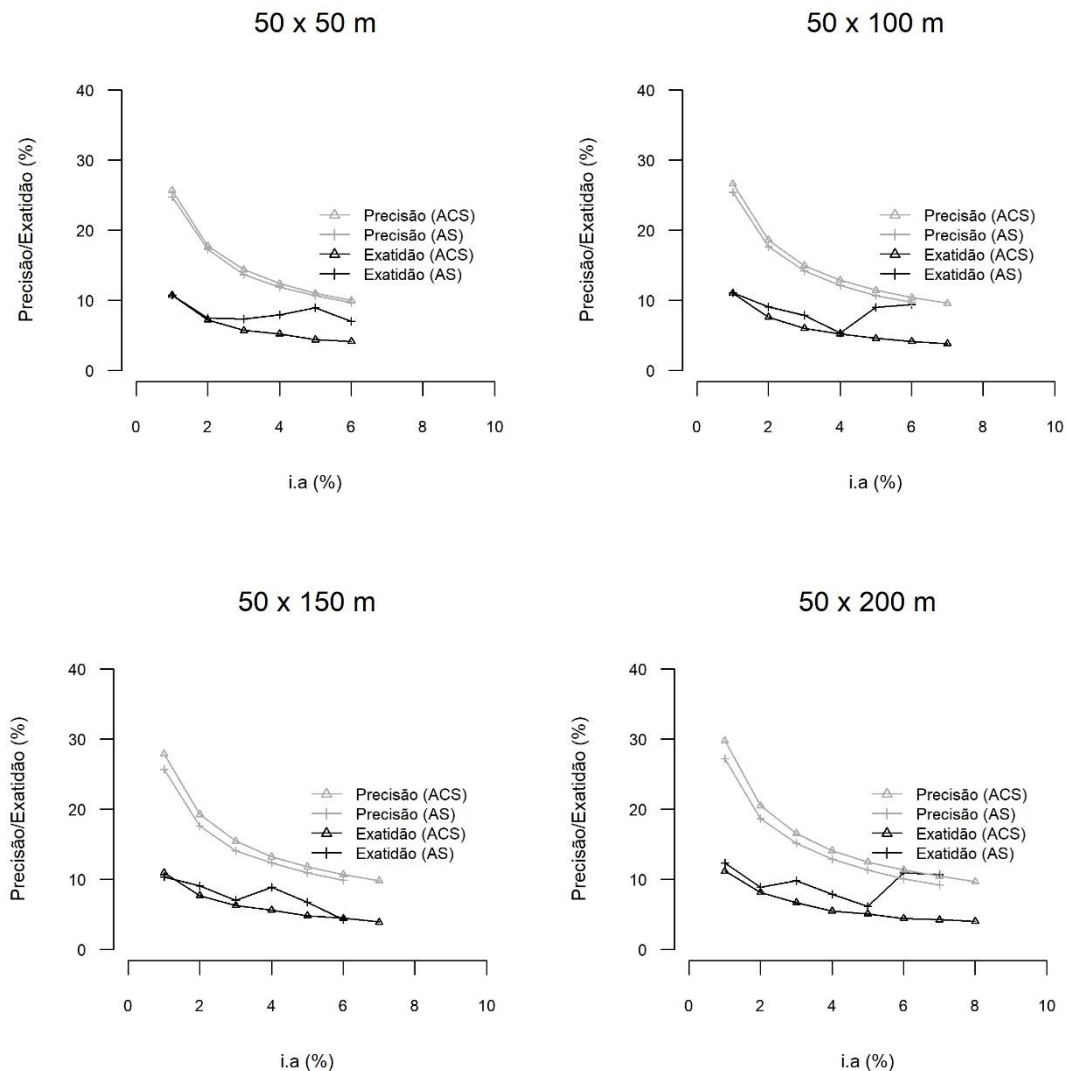 50 x 50 m
Precisão/Exatidão (%)
40
30
20
10
0
Precisão (ACS)
Precisão (AS)
Exatidão (ACS)
Exatidão (AS)
0 2 4 6 8 10
i.a (%)
50 x 100 m
Precisão/Exatidão (%)
40
30
20
10
0
Precisão (ACS)
Precisão (AS)
Exatidão (ACS)
Exatidão (AS)
0 2 4 6 8 10
i.a (%)
50 x 150 m
Precisão/Exatidão (%)
40
30
20
10
0
Precisão (ACS)
Precisão (AS)
Exatidão (ACS)
Exatidão (AS)
0 2 4 6 8 10
i.a (%)
50 x 200 m
Precisão/Exatidão (%)
40
30
20
10
0
Precisão (ACS)
Precisão (AS)
Exatidão (ACS)
Exatidão (AS)
0 2 4 6 8 10
i.a (%)